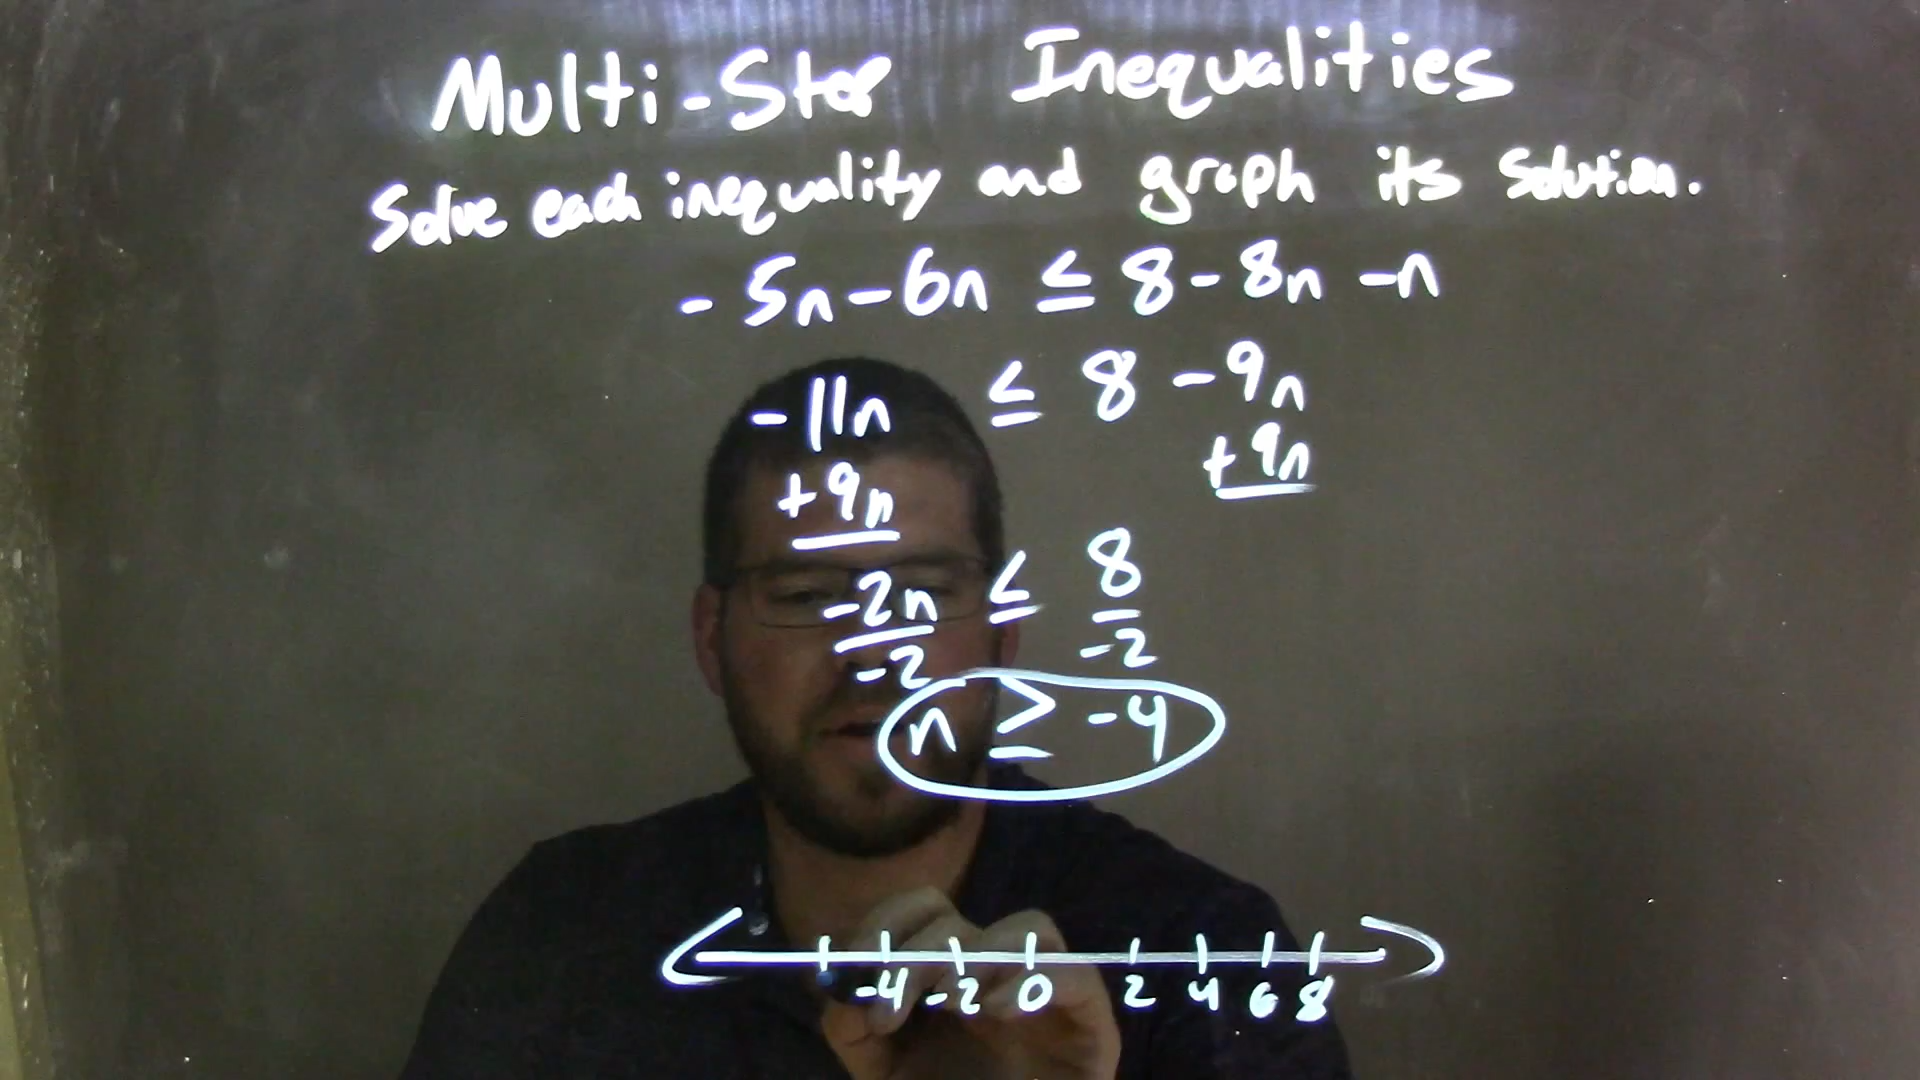 Multi-Step Inequalities
Solve each inequality and graph its solution.
- 5n - 6n ≤ 8 - 8n - n
- 11n ≤ 8 - 9n
+ 9n + 9n
-2n ≤ 8
-2 -2
n ≥ -4
-4 -2 0 2 4 6 8